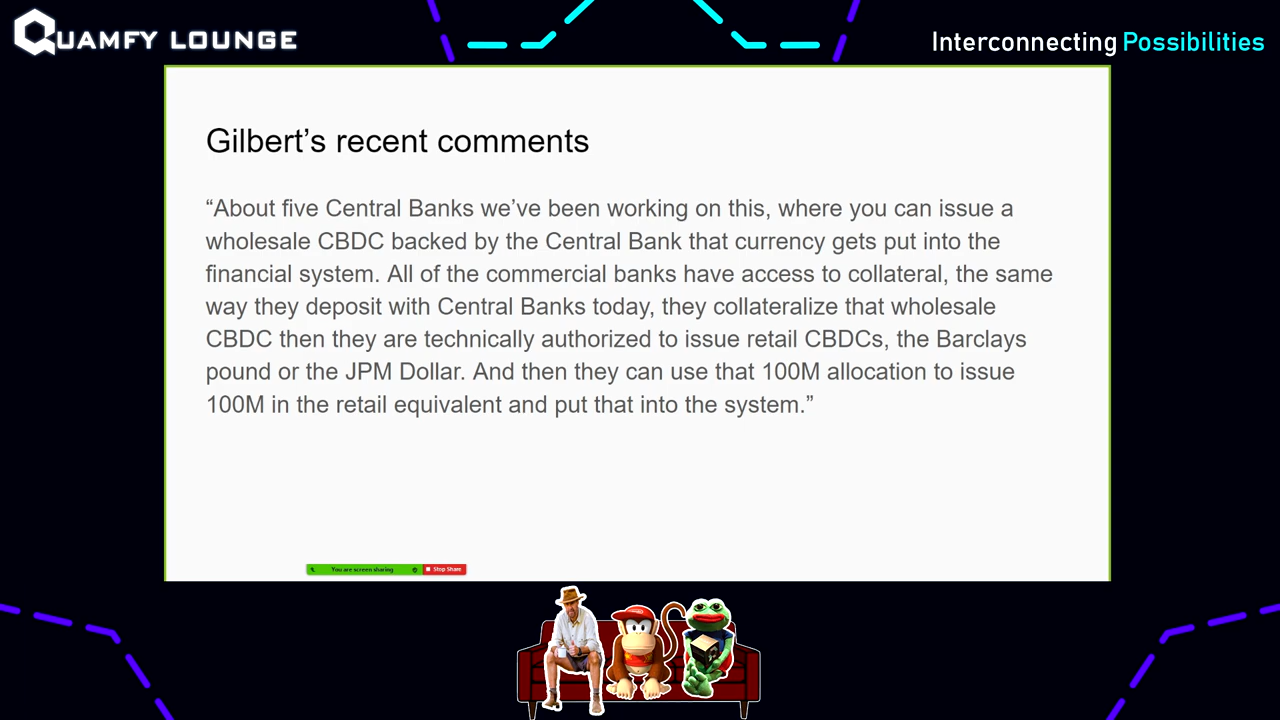 QUAMFY LOUNGE
Interconnecting Possibilities
Gilbert’s recent comments
“About five Central Banks we’ve been working on this, where you can issue a
wholesale CBDC backed by the Central Bank that currency gets put into the
financial system. All of the commercial banks have access to collateral, the same
way they deposit with Central Banks today, they collateralize that wholesale
CBDC then they are technically authorized to issue retail CBDCs, the Barclays
pound or the JPM Dollar. And then they can use that 100M allocation to issue
100M in the retail equivalent and put that into the system.”
You are screen sharing
Stop Share